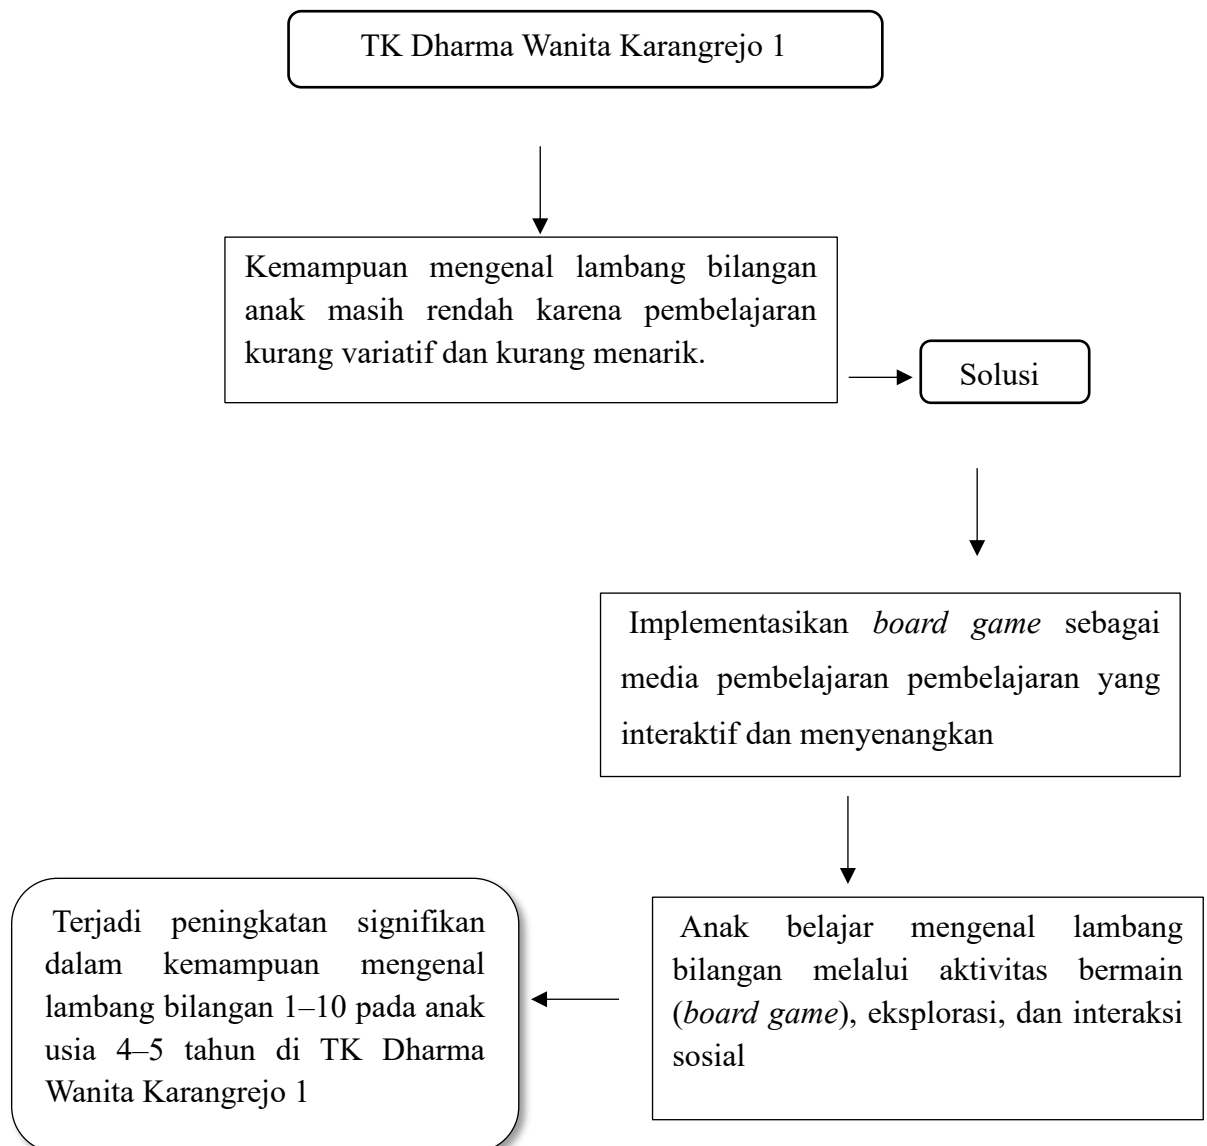 TK Dharma Wanita Karangrejo 1
Kemampuan mengenal lambang bilangan
anak masih rendah karena pembelajaran
kurang variatif dan kurang menarik.
Solusi
Implementasikan board game sebagai
media pembelajaran pembelajaran yang
interaktif dan menyenangkan
Anak belajar mengenal lambang
bilangan melalui aktivitas bermain
(board game), eksplorasi, dan interaksi
sosial
Terjadi peningkatan signifikan
dalam kemampuan mengenal
lambang bilangan 1–10 pada anak
usia 4–5 tahun di TK Dharma
Wanita Karangrejo 1